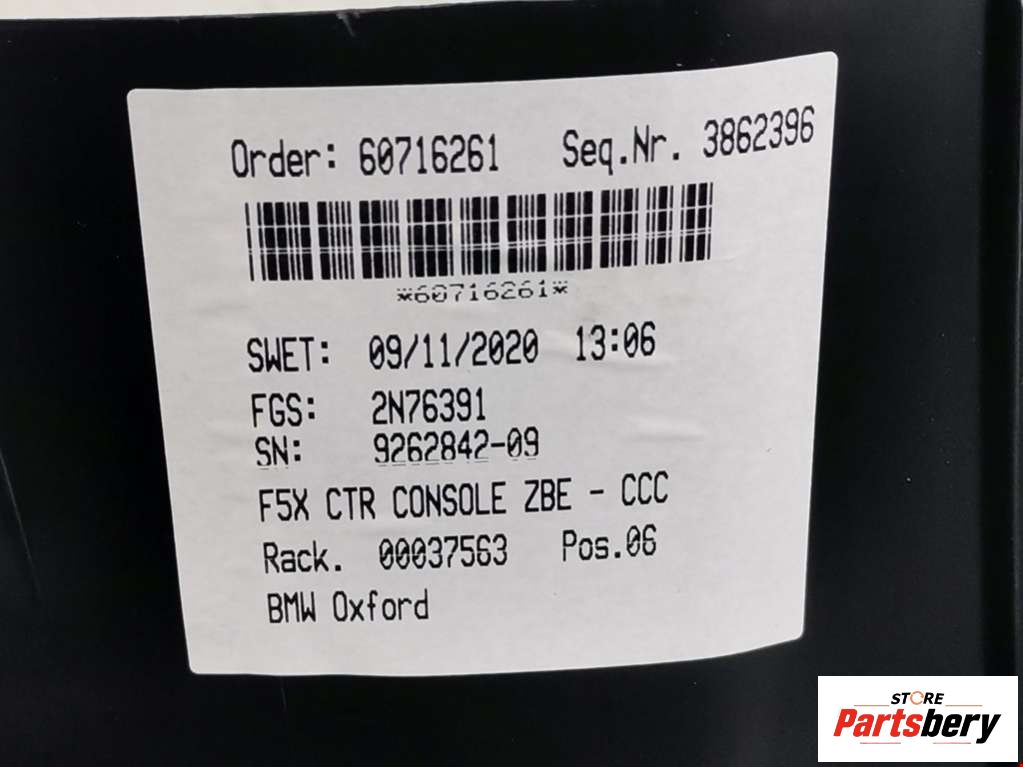 Order: 60716261 Seq.Nr. 3862396
*60716261*
SWET: 09/11/2020 13:06
FGS: 2N76391
SN: 9262842-09
F5X CTR CONSOLE ZBE - CCC
Rack. 00037563 Pos.06
BMW Oxford
STORE
Partsbery